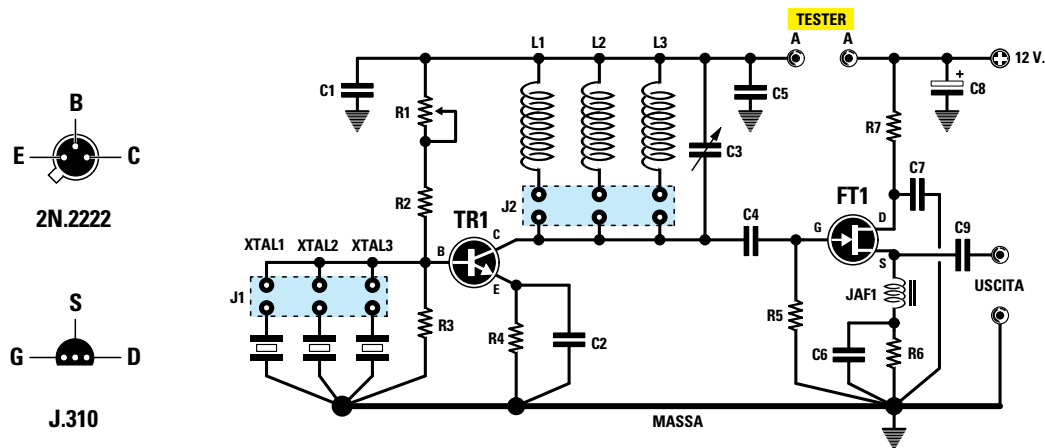 TESTER
A A
L1 L2 L3
12 V.
C1
R1
C5
C3
+
C8
R7
C7
B
E C
2N.2222
R2
J2
TR1
C
B
E
C4
FT1
G
D
S
C9
USCITA
XTAL1 XTAL2 XTAL3
J1
R3
R4
C2
R5
JAF1
C6
R6
S
G D
J.310
MASSA